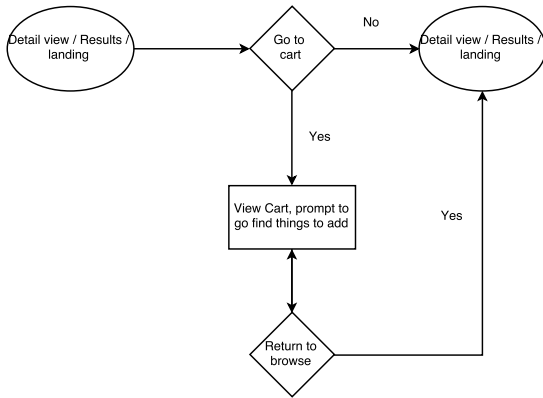 Detail view / Results /
landing
Go to
cart
No
Detail view / Results /
landing
Yes
View Cart, prompt to
go find things to add
Yes
Return to
browse